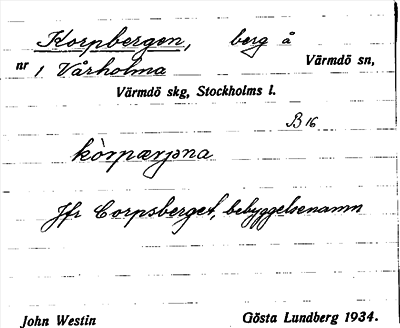 Korpbergen, berg å
nr 1 Vårholma Värmdö sn,
Värmdö skg, Stockholms l.
B 16
kòrpærjəna
Jfr Corpsberget, bebyggelsenamn
John Westin Gösta Lundberg 1934.